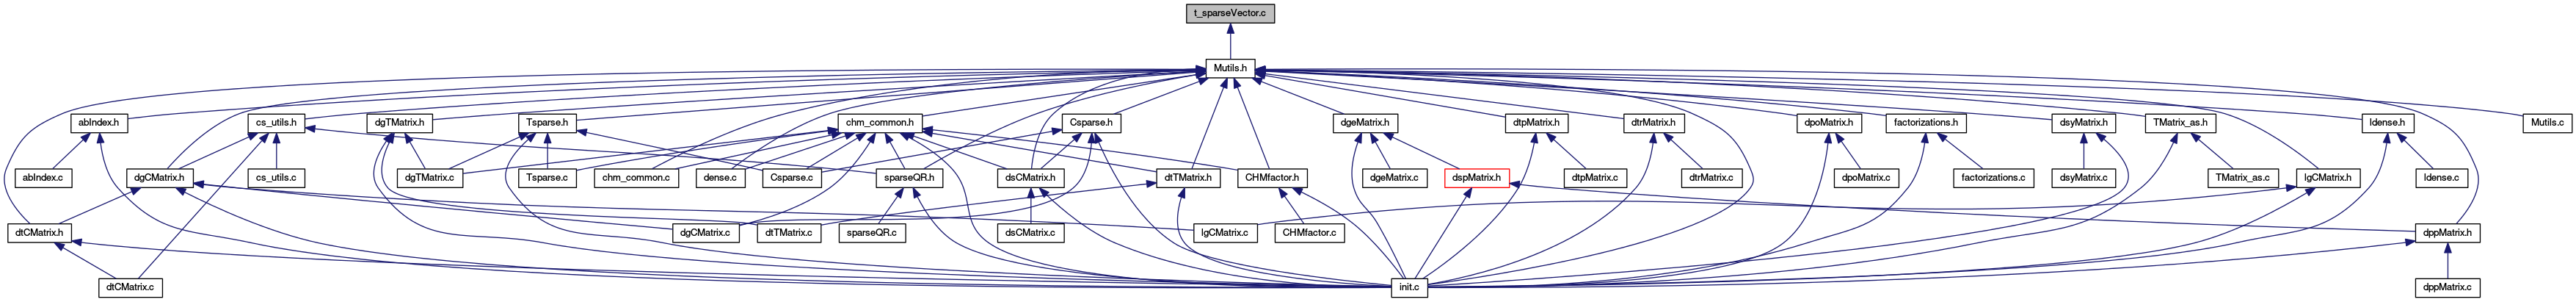 t_sparseVector.c
Mutils.h
abIndex.h
cs_utils.h
dgTMatrix.h
Tsparse.h
chm_common.h
Csparse.h
dgeMatrix.h
dtpMatrix.h
dtrMatrix.h
dpoMatrix.h
factorizations.h
dsyMatrix.h
TMatrix_as.h
ldense.h
Mutils.c
abIndex.c
dgCMatrix.h
cs_utils.c
dgTMatrix.c
Tsparse.c
chm_common.c
dense.c
Csparse.c
sparseQR.h
dsCMatrix.h
dtTMatrix.h
CHMfactor.h
dgeMatrix.c
dspMatrix.h
dtpMatrix.c
dtrMatrix.c
dpoMatrix.c
factorizations.c
dsyMatrix.c
TMatrix_as.c
lgCMatrix.h
ldense.c
dtCMatrix.h
dgCMatrix.c
dtTMatrix.c
sparseQR.c
dsCMatrix.c
lgCMatrix.c
CHMfactor.c
dppMatrix.h
dtCMatrix.c
init.c
dppMatrix.c